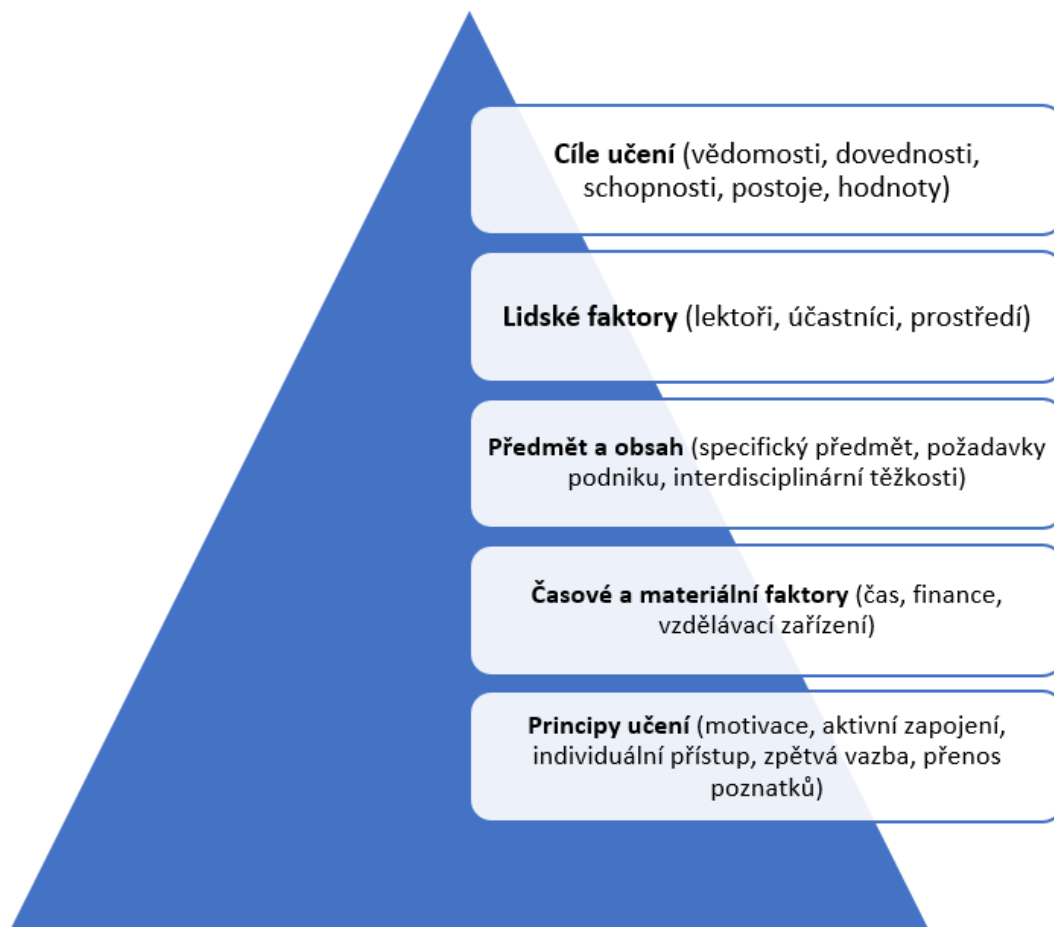 Cíle učení (vědomosti, dovednosti,
schopnosti, postoje, hodnoty)
Lidské faktory (lektoři, účastníci, prostředí)
Předmět a obsah (specifický předmět, požadavky
podniku, interdisciplinární těžkosti)
Časové a materiální faktory (čas, finance,
vzdělávací zařízení)
Principy učení (motivace, aktivní zapojení,
individuální přístup, zpětvá vazba, přenos
poznatků)